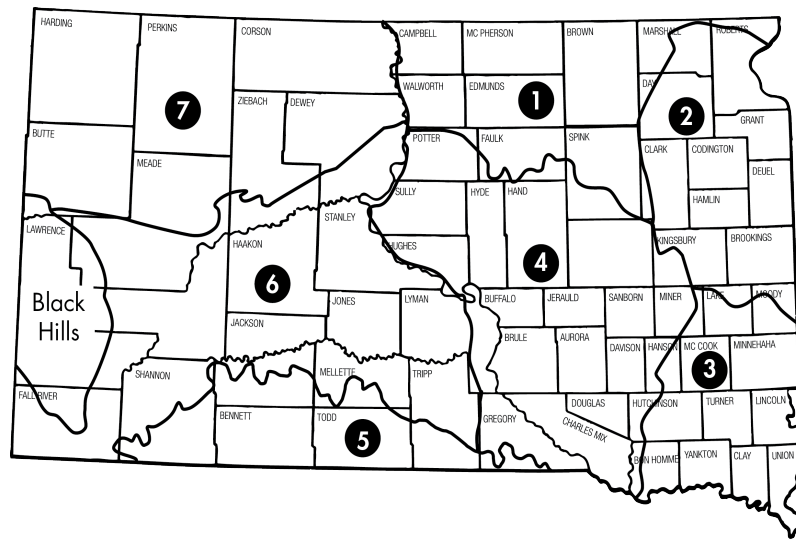 HARDING
PERKINS
CORSON
CAMPBELL
MC PHERSON
BROWN
MARSHALL
ROBERTS
WALWORTH
EDMUNDS
DAY
7
1
2
ZIEBACH
DEWEY
GRANT
BUTTE
POTTER
FAULK
SPINK
MEADE
CLARK
CODINGTON
DEUEL
SULLY
HYDE
HAND
HAMLIN
STANLEY
LAWRENCE
HAAKON
HUGHES
KINGSBURY
BROOKINGS
4
6
Black
Hills
JONES
LYMAN
BUFFALO
JERAULD
SANBORN
MINER
LAKE
MOODY
JACKSON
BRULE
AURORA
DAVISON
HANSON
MC COOK
MINNEHAHA
3
SHANNON
MELLETTE
TRIPP
FALL RIVER
DOUGLAS
HUTCHINSON
TURNER
LINCOLN
BENNETT
TODD
GREGORY
CHARLES MIX
5
BON HOMME
YANKTON
CLAY
UNION